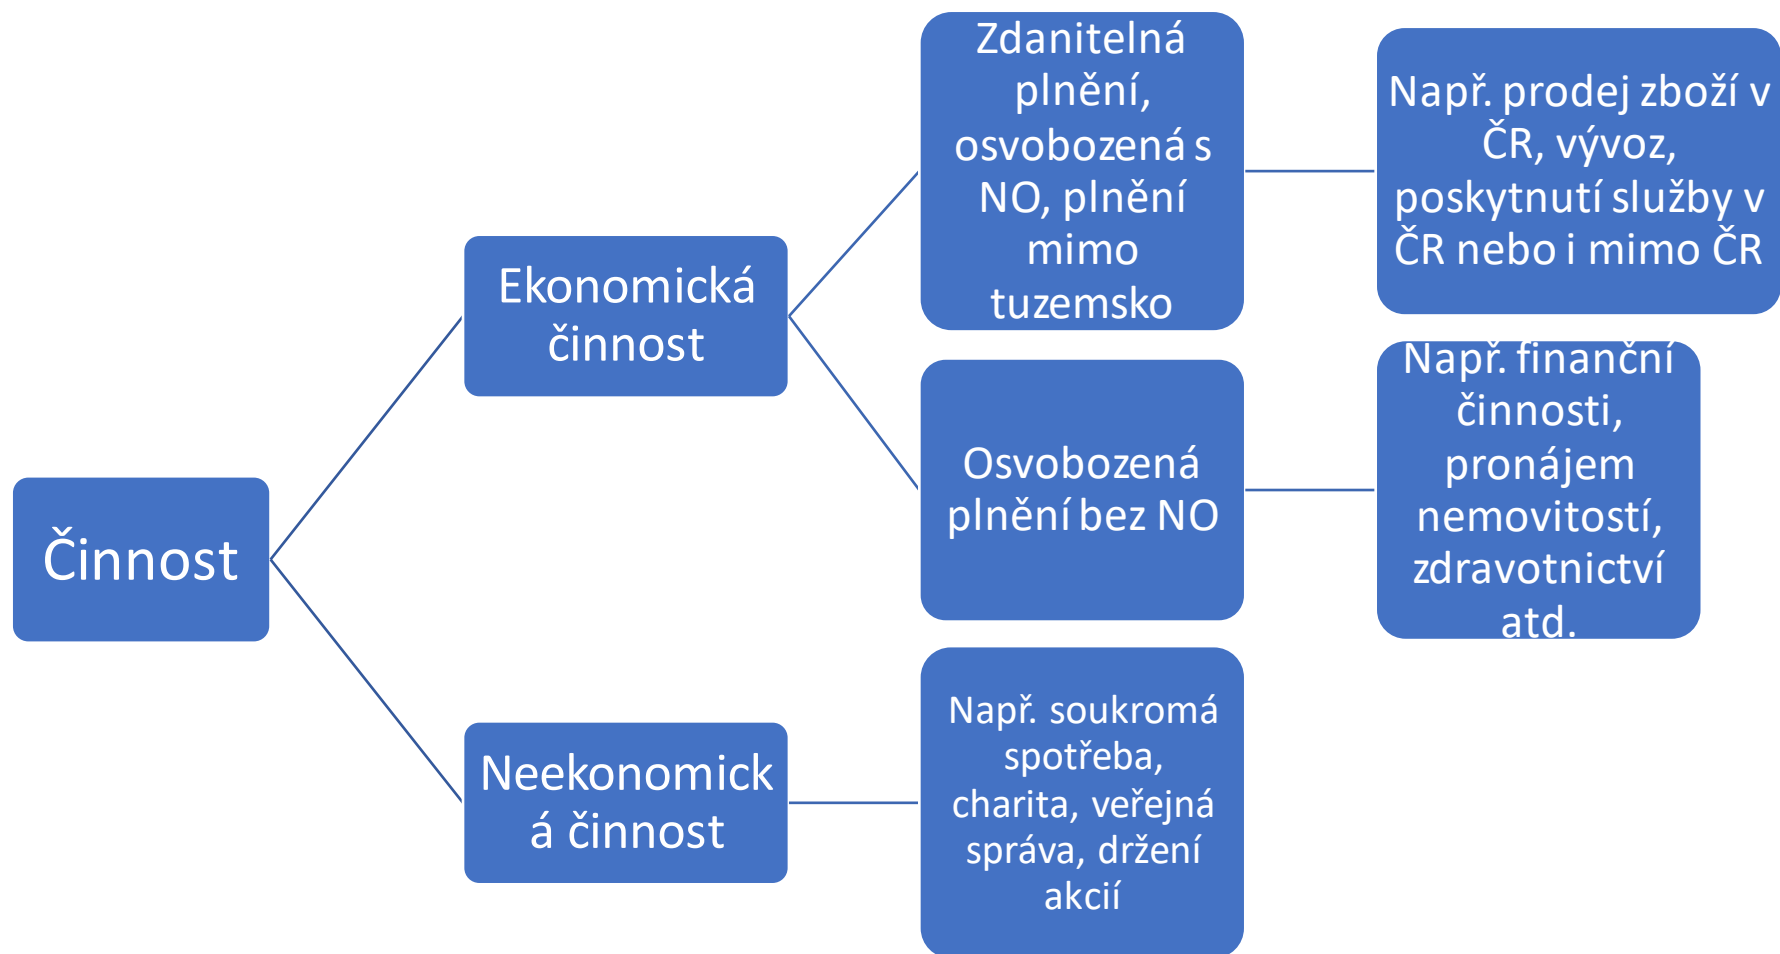 Činnost
Ekonomická
činnost
Zdanitelná
plnění,
osvobozená s
NO, plnění
mimo
tuzemsko
Např. prodej zboží v
ČR, vývoz,
poskytnutí služby v
ČR nebo i mimo ČR
Osvobozená
plnění bez NO
Např. finanční
činnosti,
pronájem
nemovitostí,
zdravotnictví
atd.
Neekonomick
á činnost
Např. soukromá
spotřeba,
charita, veřejná
správa, držení
akcií